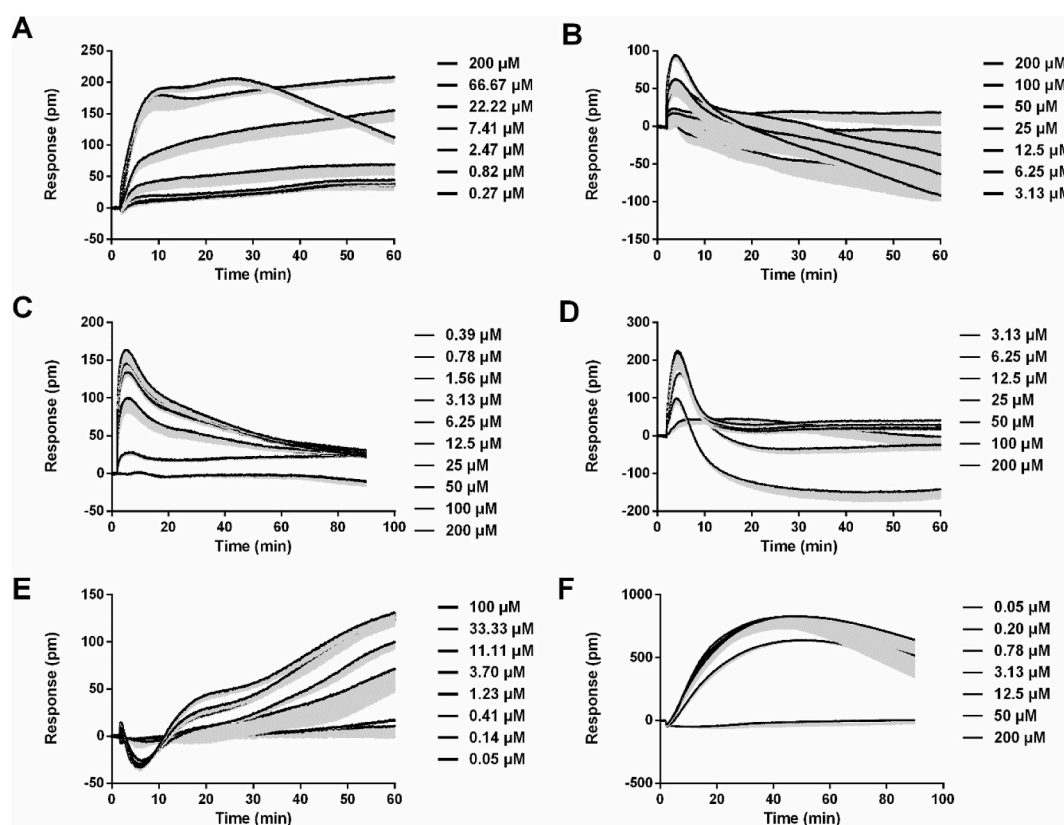 A
Response (pm)
250
200
150
100
50
0
-50
0 10 20 30 40 50 60
Time (min)
200 µM
66.67 µM
22.22 µM
7.41 µM
2.47 µM
0.82 µM
0.27 µM
B
Response (pm)
100
50
0
-50
-100
-150
0 10 20 30 40 50 60
Time (min)
200 µM
100 µM
50 µM
25 µM
12.5 µM
6.25 µM
3.13 µM
C
Response (pm)
200
150
100
50
0
-50
0 20 40 60 80 100
Time (min)
0.39 µM
0.78 µM
1.56 µM
3.13 µM
6.25 µM
12.5 µM
25 µM
50 µM
100 µM
200 µM
D
Response (pm)
300
200
100
0
-100
-200
0 10 20 30 40 50 60
Time (min)
3.13 µM
6.25 µM
12.5 µM
25 µM
50 µM
100 µM
200 µM
E
Response (pm)
150
100
50
0
-50
0 10 20 30 40 50 60
Time (min)
100 µM
33.33 µM
11.11 µM
3.70 µM
1.23 µM
0.41 µM
0.14 µM
0.05 µM
F
Response (pm)
1000
500
0
-500
0 20 40 60 80 100
Time (min)
0.05 µM
0.20 µM
0.78 µM
3.13 µM
12.5 µM
50 µM
200 µM